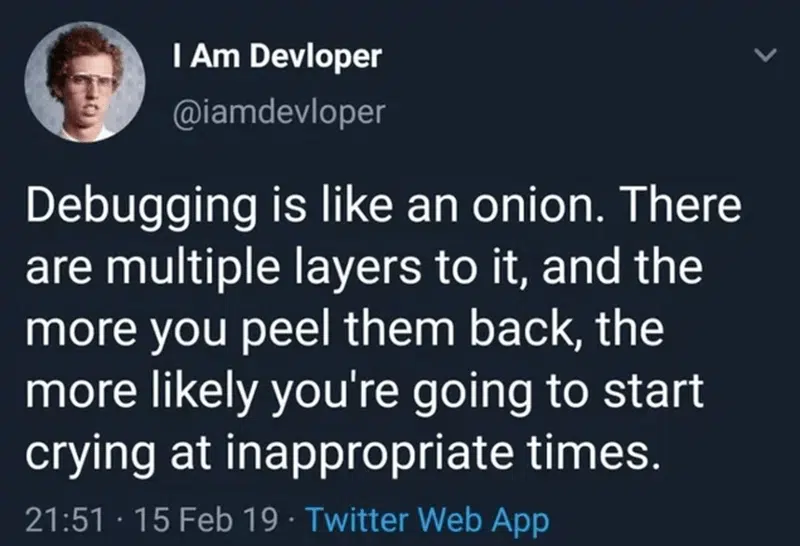 I Am Devloper
@iamdevloper
Debugging is like an onion. There
are multiple layers to it, and the
more you peel them back, the
more likely you're going to start
crying at inappropriate times.
21:51 · 15 Feb 19 · Twitter Web App